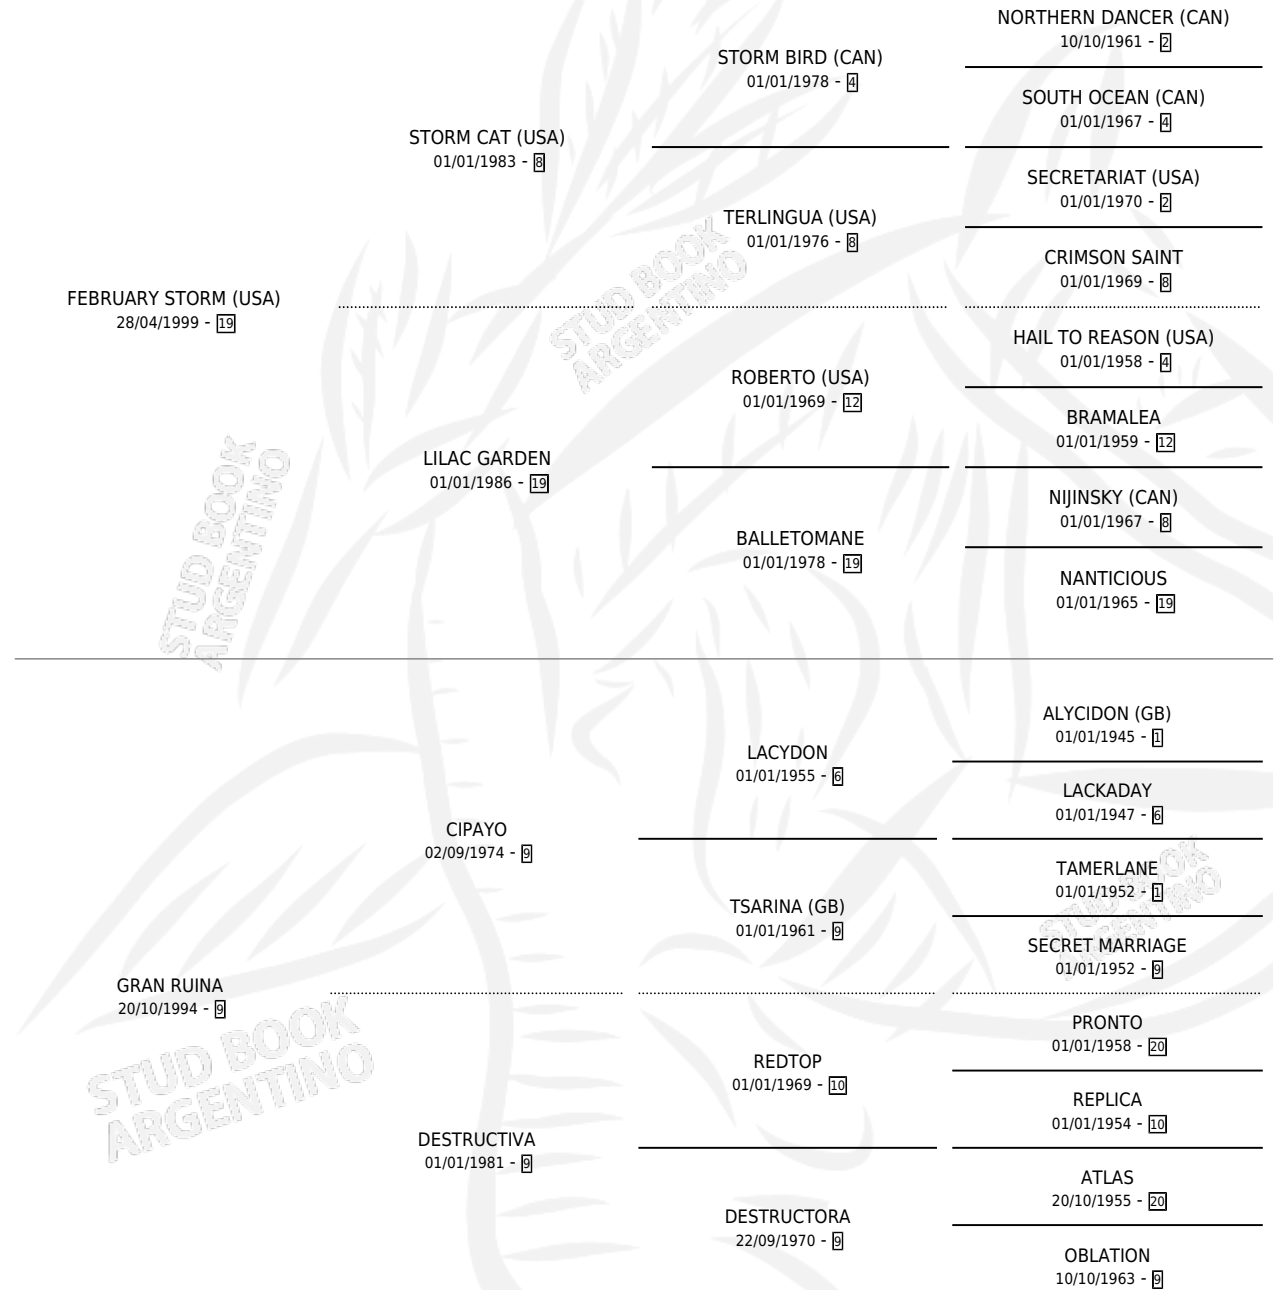 NORTHERN DANCER (CAN)
10/10/1961 - 2
STORM BIRD (CAN)
01/01/1978 - 4
SOUTH OCEAN (CAN)
01/01/1967 - 4
STORM CAT (USA)
01/01/1983 - 8
SECRETARIAT (USA)
01/01/1970 - 2
TERLINGUA (USA)
01/01/1976 - 8
CRIMSON SAINT
01/01/1969 - 8
FEBRUARY STORM (USA)
28/04/1999 - 19
HAIL TO REASON (USA)
01/01/1958 - 4
ROBERTO (USA)
01/01/1969 - 12
BRAMALEA
01/01/1959 - 12
LILAC GARDEN
01/01/1986 - 19
NIJINSKY (CAN)
01/01/1967 - 8
BALLETOMANE
01/01/1978 - 19
NANTICIOUS
01/01/1965 - 19
ALYCIDON (GB)
01/01/1945 - 1
LACYDON
01/01/1955 - 6
LACKADAY
01/01/1947 - 6
CIPAYO
02/09/1974 - 9
TAMERLANE
01/01/1952 - 1
TSARINA (GB)
01/01/1961 - 9
SECRET MARRIAGE
01/01/1952 - 9
GRAN RUINA
20/10/1994 - 9
PRONTO
01/01/1958 - 20
REDTOP
01/01/1969 - 10
REPLICA
01/01/1954 - 10
DESTRUCTIVA
01/01/1981 - 9
ATLAS
20/10/1955 - 20
DESTRUCTORA
22/09/1970 - 9
OBLATION
10/10/1963 - 9
STUD BOOK
ARGENTINO
STUD BOOK
ARGENTINO
STUD BOOK
ARGENTINO
STUD BOOK
ARGENTINO